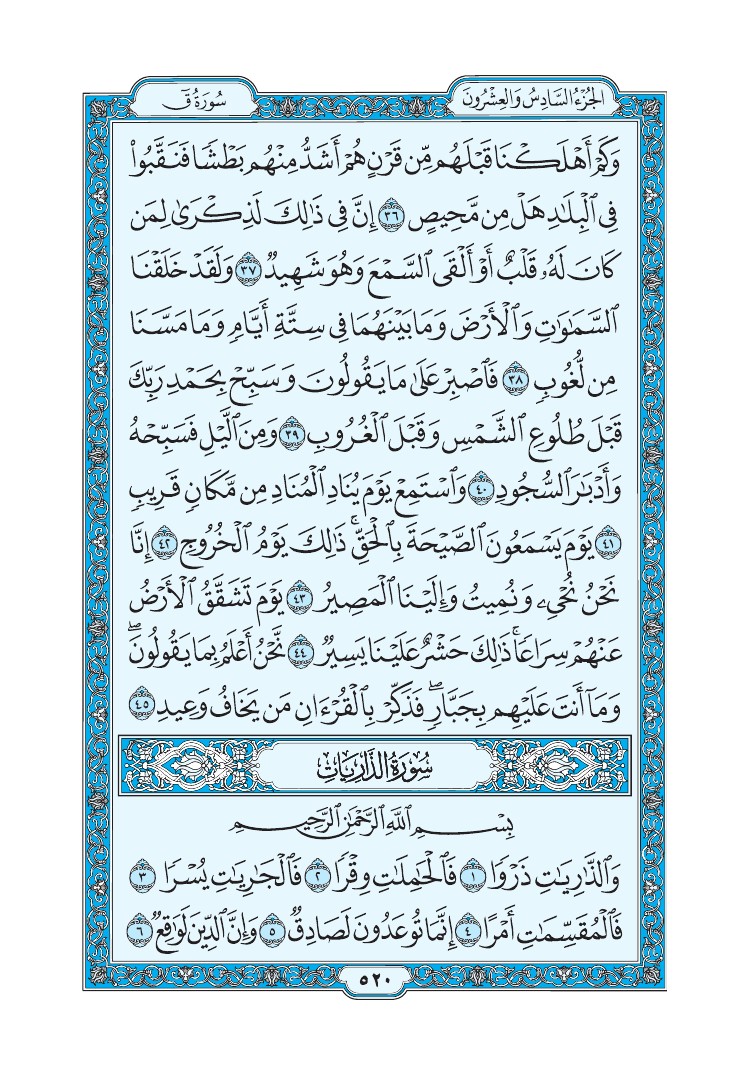 الجُزْءُ السَّادِسُ وَالعِشْرُونَ
سُورَةُ قٓ
وَكَمْ أَهْلَكْنَا قَبْلَهُم مِّن قَرْنٍ هُمْ أَشَدُّ مِنْهُم بَطْشًا فَنَقَّبُوا۟
فِى ٱلْبِلَـٰدِ هَلْ مِن مَّحِيصٍ ٣٦ إِنَّ فِى ذَٰلِكَ لَذِكْرَىٰ لِمَن
كَانَ لَهُۥ قَلْبٌ أَوْ أَلْقَى ٱلسَّمْعَ وَهُوَ شَهِيدٌ ٣٧ وَلَقَدْ خَلَقْنَا
ٱلسَّمَـٰوَٰتِ وَٱلْأَرْضَ وَمَا بَيْنَهُمَا فِى سِتَّةِ أَيَّامٍ وَمَا مَسَّنَا
مِن لُّغُوبٍ ٣٨ فَٱصْبِرْ عَلَىٰ مَا يَقُولُونَ وَسَبِّحْ بِحَمْدِ رَبِّكَ
قَبْلَ طُلُوعِ ٱلشَّمْسِ وَقَبْلَ ٱلْغُرُوبِ ٣٩ وَمِنَ ٱلَّيْلِ فَسَبِّحْهُ
وَأَدْبَـٰرَ ٱلسُّجُودِ ٤٠ وَٱسْتَمِعْ يَوْمَ يُنَادِ ٱلْمُنَادِ مِن مَّكَانٍ قَرِيبٍ
٤١ يَوْمَ يَسْمَعُونَ ٱلصَّيْحَةَ بِٱلْحَقِّ ۚ ذَٰلِكَ يَوْمُ ٱلْخُرُوجِ ٤٢ إِنَّا
نَحْنُ نُحْىِۦ وَنُمِيتُ وَإِلَيْنَا ٱلْمَصِيرُ ٤٣ يَوْمَ تَشَقَّقُ ٱلْأَرْضُ
عَنْهُمْ سِرَاعًا ۚ ذَٰلِكَ حَشْرٌ عَلَيْنَا يَسِيرٌ ٤٤ نَّحْنُ أَعْلَمُ بِمَا يَقُولُونَ ۖ
وَمَآ أَنتَ عَلَيْهِم بِجَبَّارٍ ۖ فَذَكِّرْ بِٱلْقُرْءَانِ مَن يَخَافُ وَعِيدِ ٤٥
سُورَةُ الذَّارِيَاتِ
بِسْمِ ٱللَّهِ ٱلرَّحْمَـٰنِ ٱلرَّحِيمِ
وَٱلذَّٰرِيَـٰتِ ذَرْوًا ١ فَٱلْحَـٰمِلَـٰتِ وِقْرًا ٢ فَٱلْجَـٰرِيَـٰتِ يُسْرًا ٣
فَٱلْمُقَسِّمَـٰتِ أَمْرًا ٤ إِنَّمَا تُوعَدُونَ لَصَادِقٌ ٥ وَإِنَّ ٱلدِّينَ لَوَٰقِعٌ ٦
٥٢٠